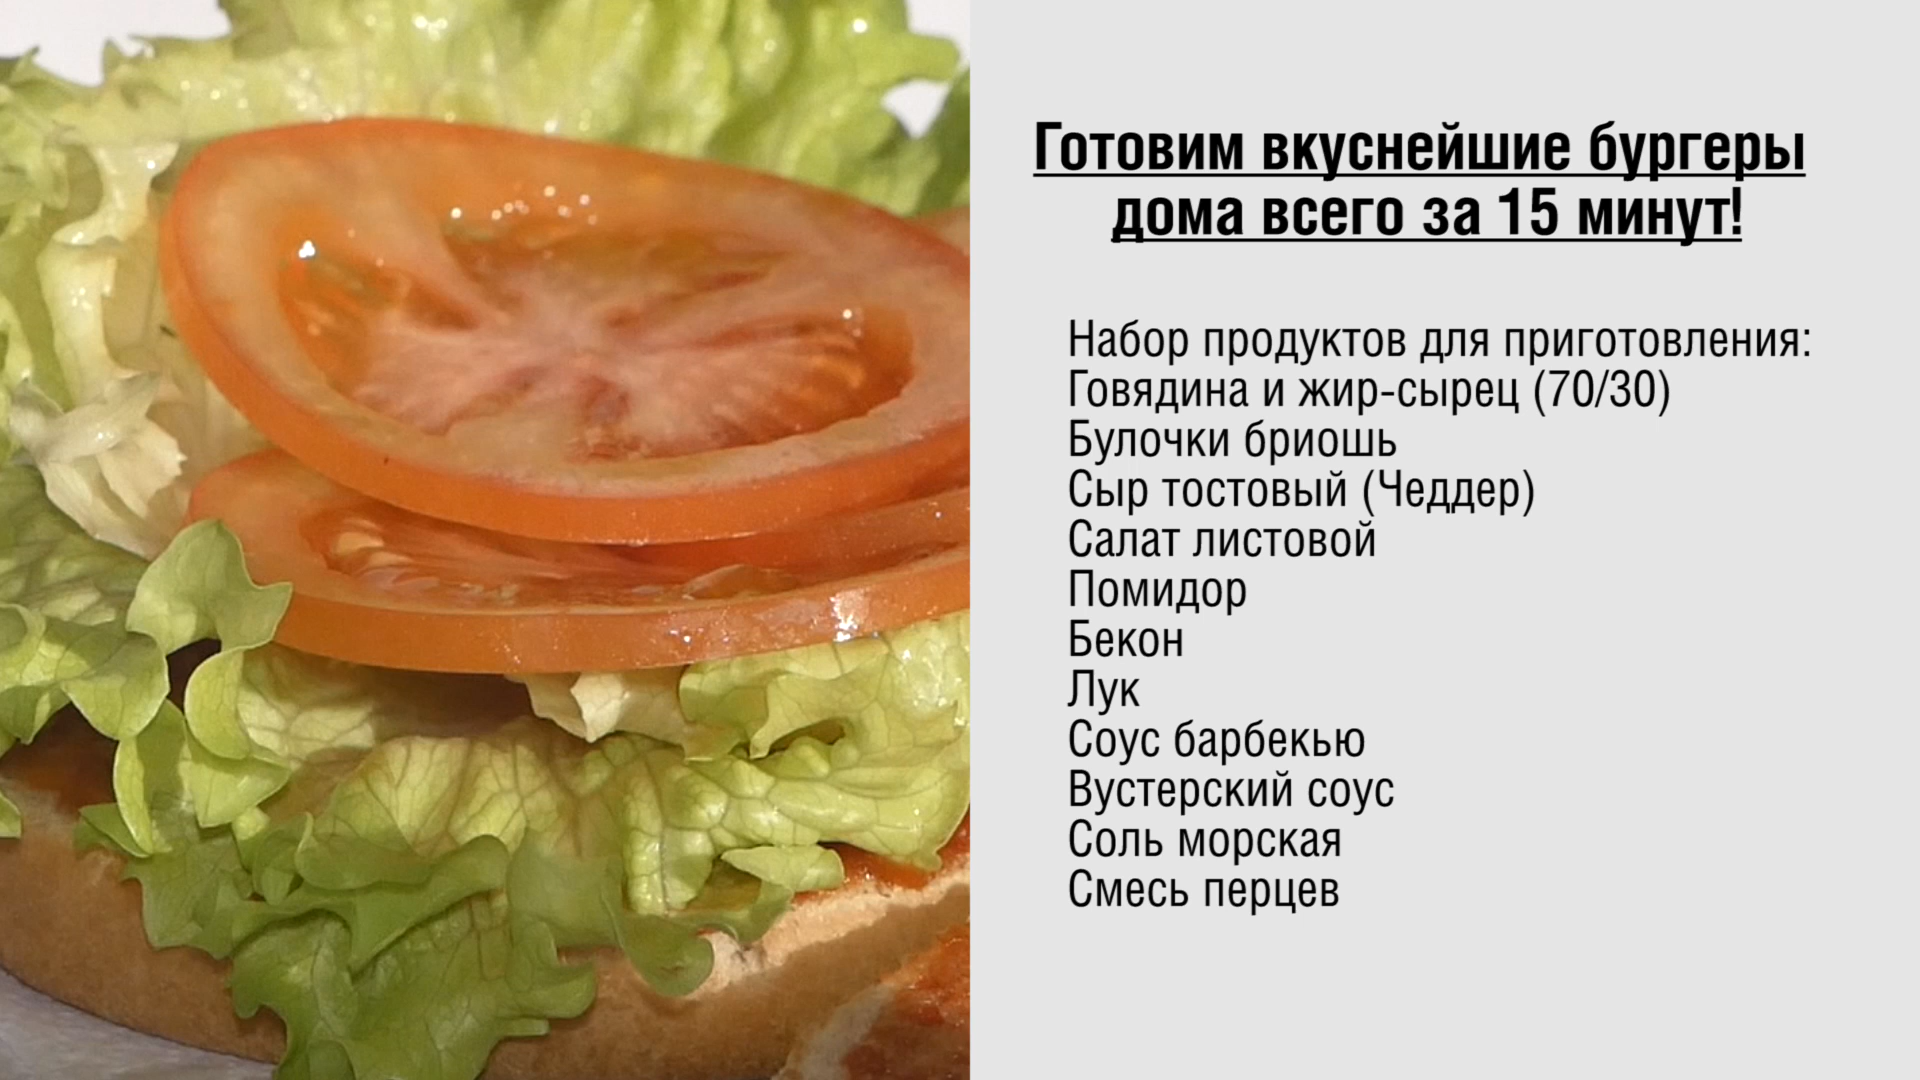 Готовим вкуснейшие бургеры
дома всего за 15 минут!
Набор продуктов для приготовления:
Говядина и жир-сырец (70/30)
Булочки бриошь
Сыр тостовый (Чеддер)
Салат листовой
Помидор
Бекон
Лук
Соус барбекью
Вустерский соус
Соль морская
Смесь перцев